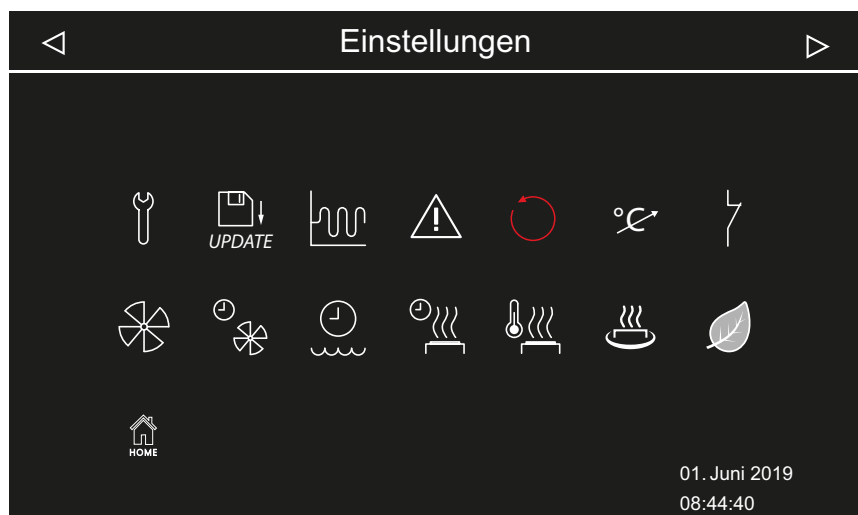 Einstellungen
UPDATE
°C
HOME
01. Juni 2019
08:44:40